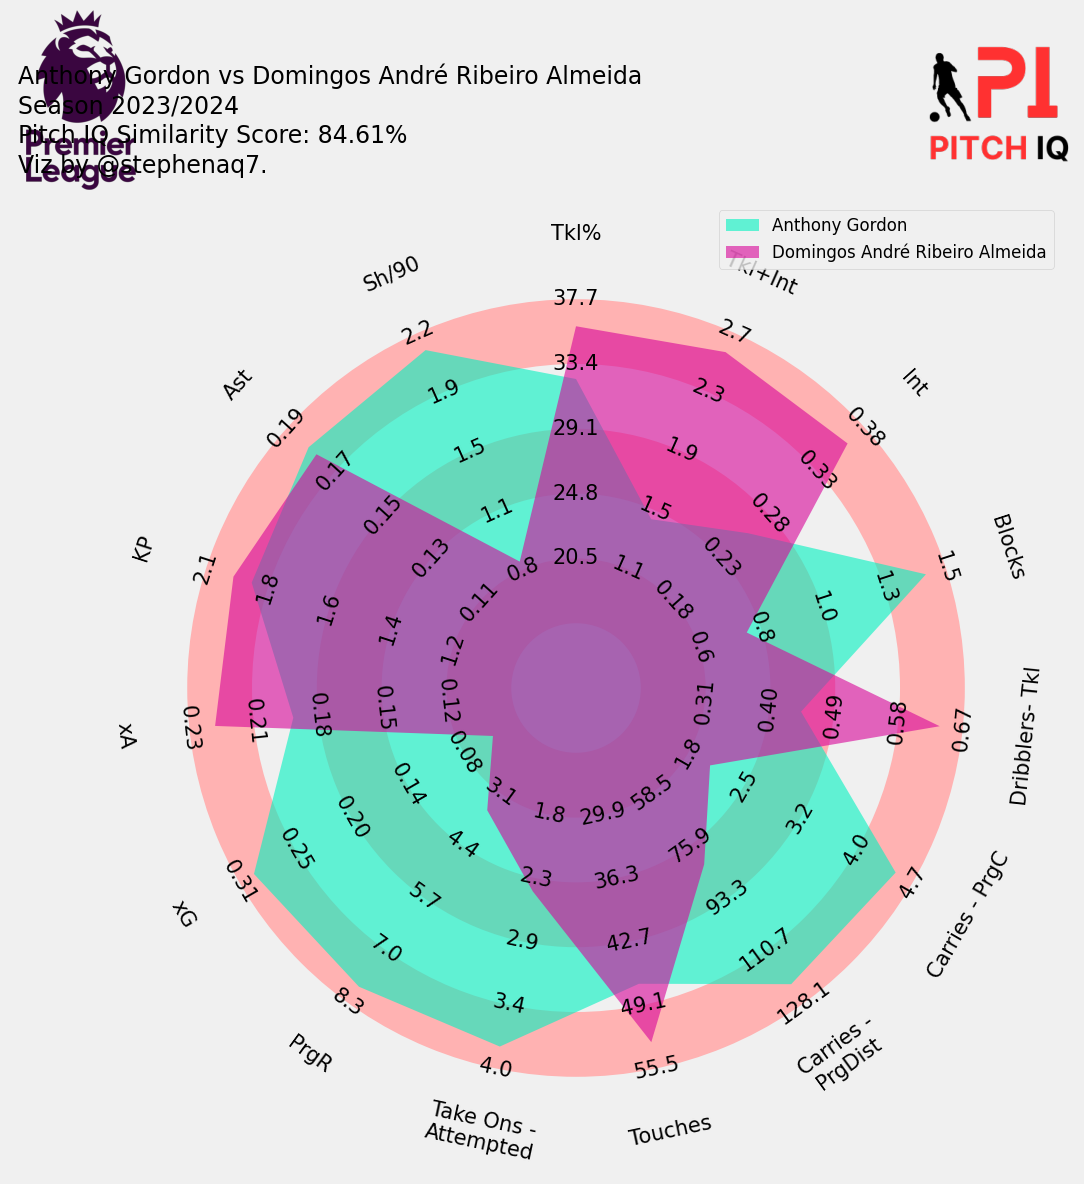 Anthony Gordon vs Domingos André Ribeiro Almeida
Season 2023/2024
Pitch IQ Similarity Score: 84.61%
Viz by @stephenaq7.
Premier
League
PI
PITCH IQ
Anthony Gordon
Domingos André Ribeiro Almeida
Tkl%
37.7
33.4
29.1
24.8
20.5
Tkl+Int
2.7
2.3
1.9
1.5
1.1
Int
0.38
0.33
0.28
0.23
0.18
Blocks
1.5
1.3
1.0
0.8
0.6
Dribblers- Tkl
0.67
0.58
0.49
0.40
0.31
Carries - PrgC
4.7
4.0
3.2
2.5
1.8
Carries -
PrgDist
128.1
110.7
93.3
75.9
58.5
Touches
55.5
49.1
42.7
36.3
29.9
Take Ons -
Attempted
4.0
3.4
2.9
2.3
1.8
PrgR
8.3
7.0
5.7
4.4
3.1
xG
0.31
0.25
0.20
0.14
0.08
xA
0.23
0.21
0.18
0.15
0.12
KP
2.1
1.8
1.6
1.4
1.2
Ast
0.19
0.17
0.15
0.13
0.11
Sh/90
2.2
1.9
1.5
1.1
0.8